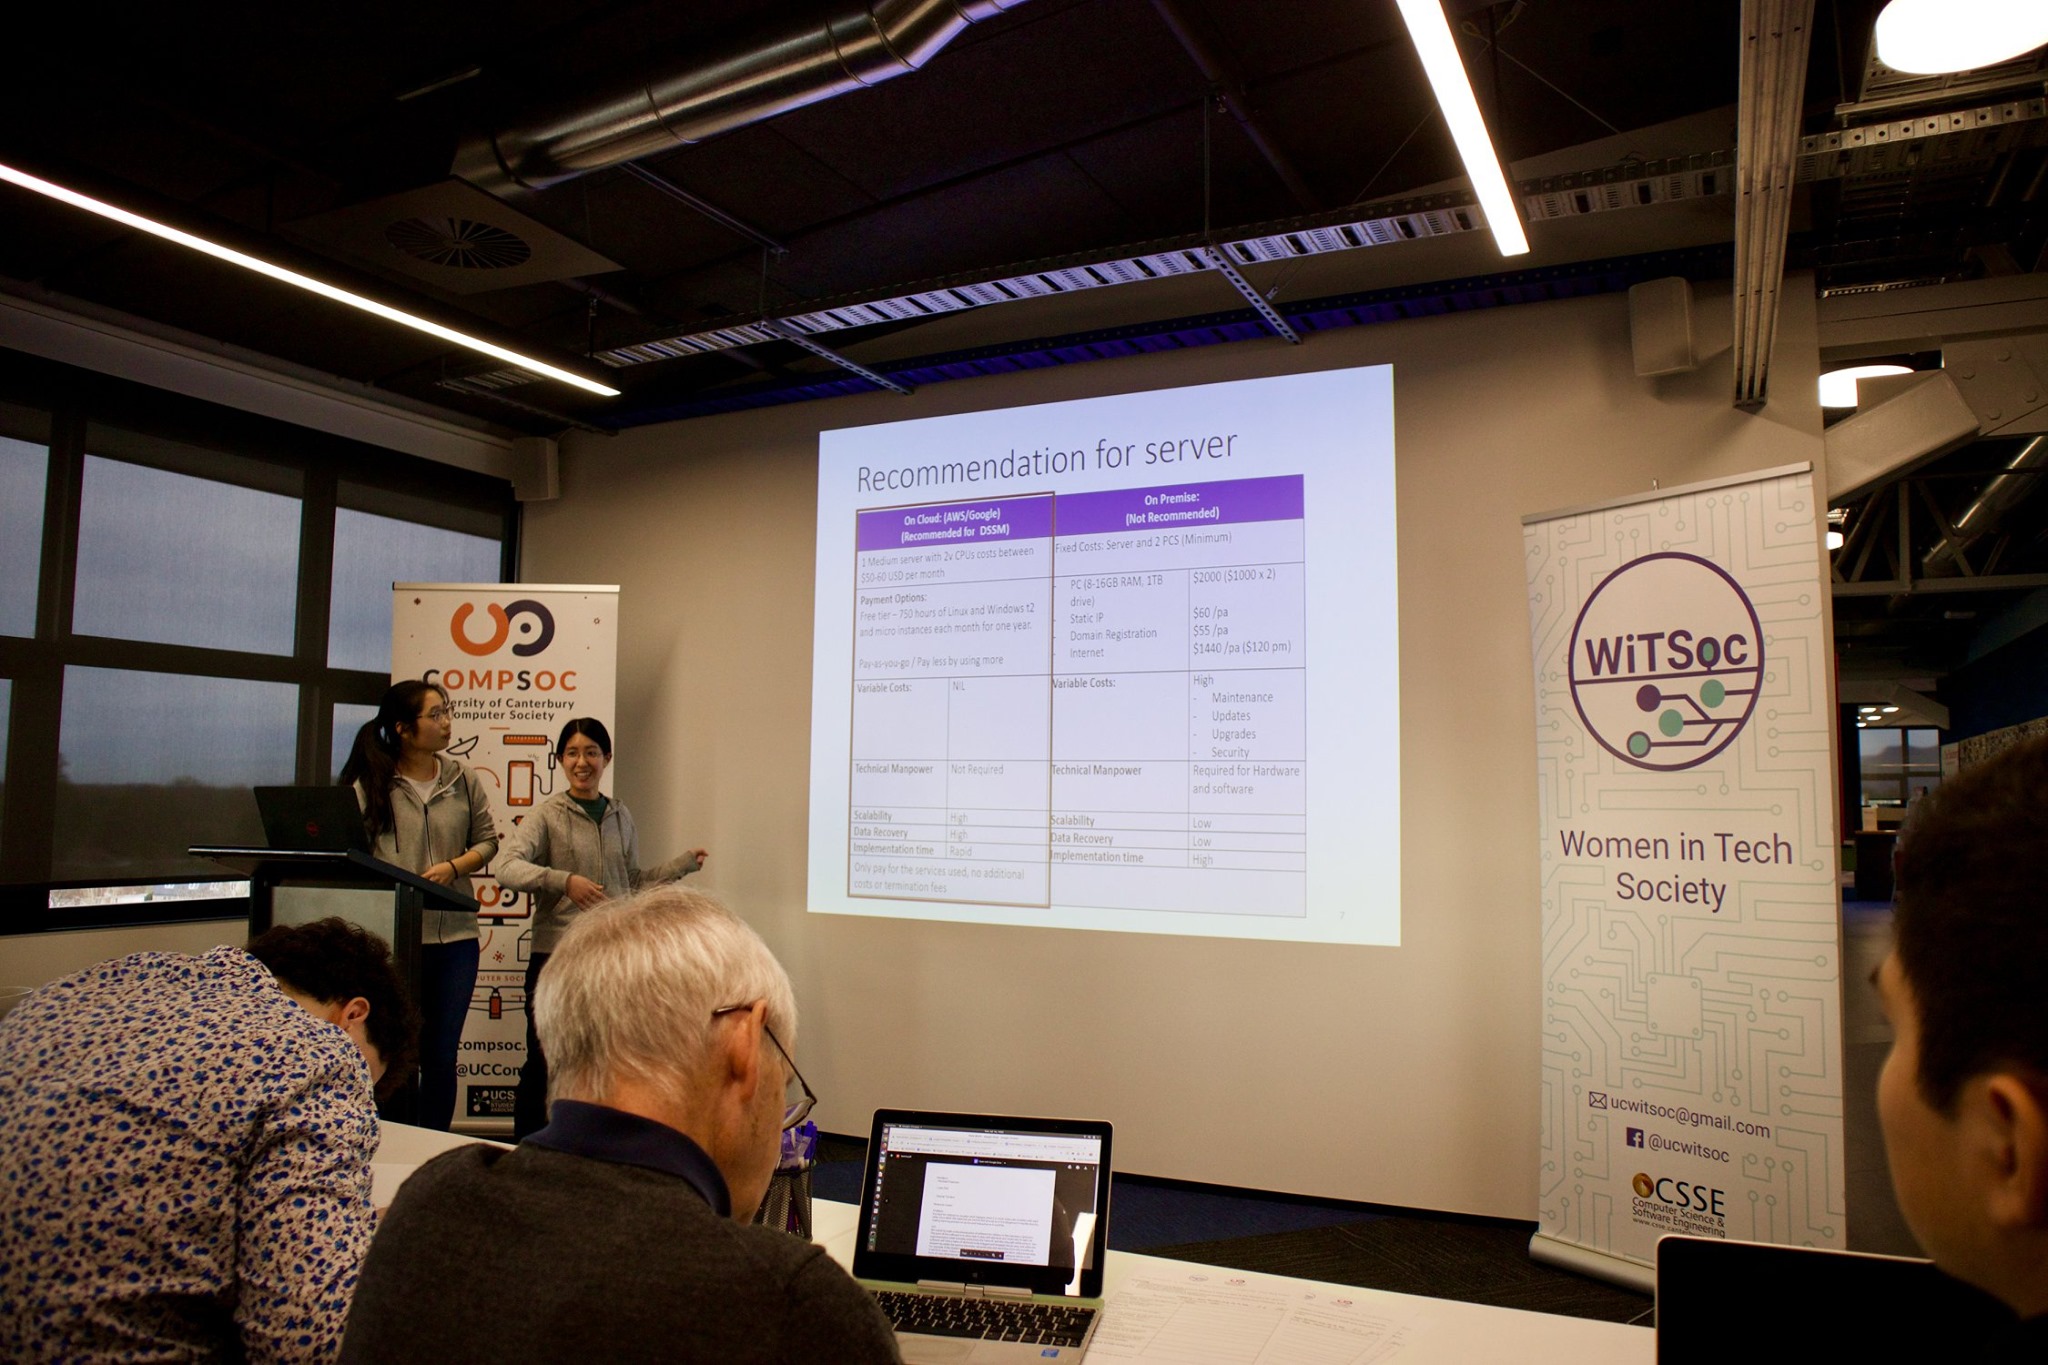 Recommendation for server
On Cloud: (AWS/Google)
(Recommended for DSSM)
1 Medium server with 2v CPUs costs between
$50-60 USD per month
Payment Options:
Free tier – 750 hours of Linux and Windows t2
and micro instances each month for one year.
Pay-as-you-go / Pay less by using more
Variable Costs: NIL
Technical Manpower Not Required
Scalability High
Data Recovery High
Implementation time Rapid
Only pay for the services used, no additional
costs or termination fees
On Premise:
(Not Recommended)
Fixed Costs: Server and 2 PCS (Minimum)
- PC (8-16GB RAM, 1TB $2000 ($1000 x 2)
drive)
- Static IP $60 /pa
- Domain Registration $55 /pa
- Internet $1440 /pa ($120 pm)
Variable Costs: High
- Maintenance
- Updates
- Upgrades
- Security
Technical Manpower Required for Hardware
and software
Scalability Low
Data Recovery Low
Implementation time High
7
COMPSOC
ersity of Canterbury
omputer Society
compsoc.
@UCCom
UCS
WiTSoc
Women in Tech
Society
ucwitsoc@gmail.com
@ucwitsoc
CSSE
Computer Science &
Software Engineering